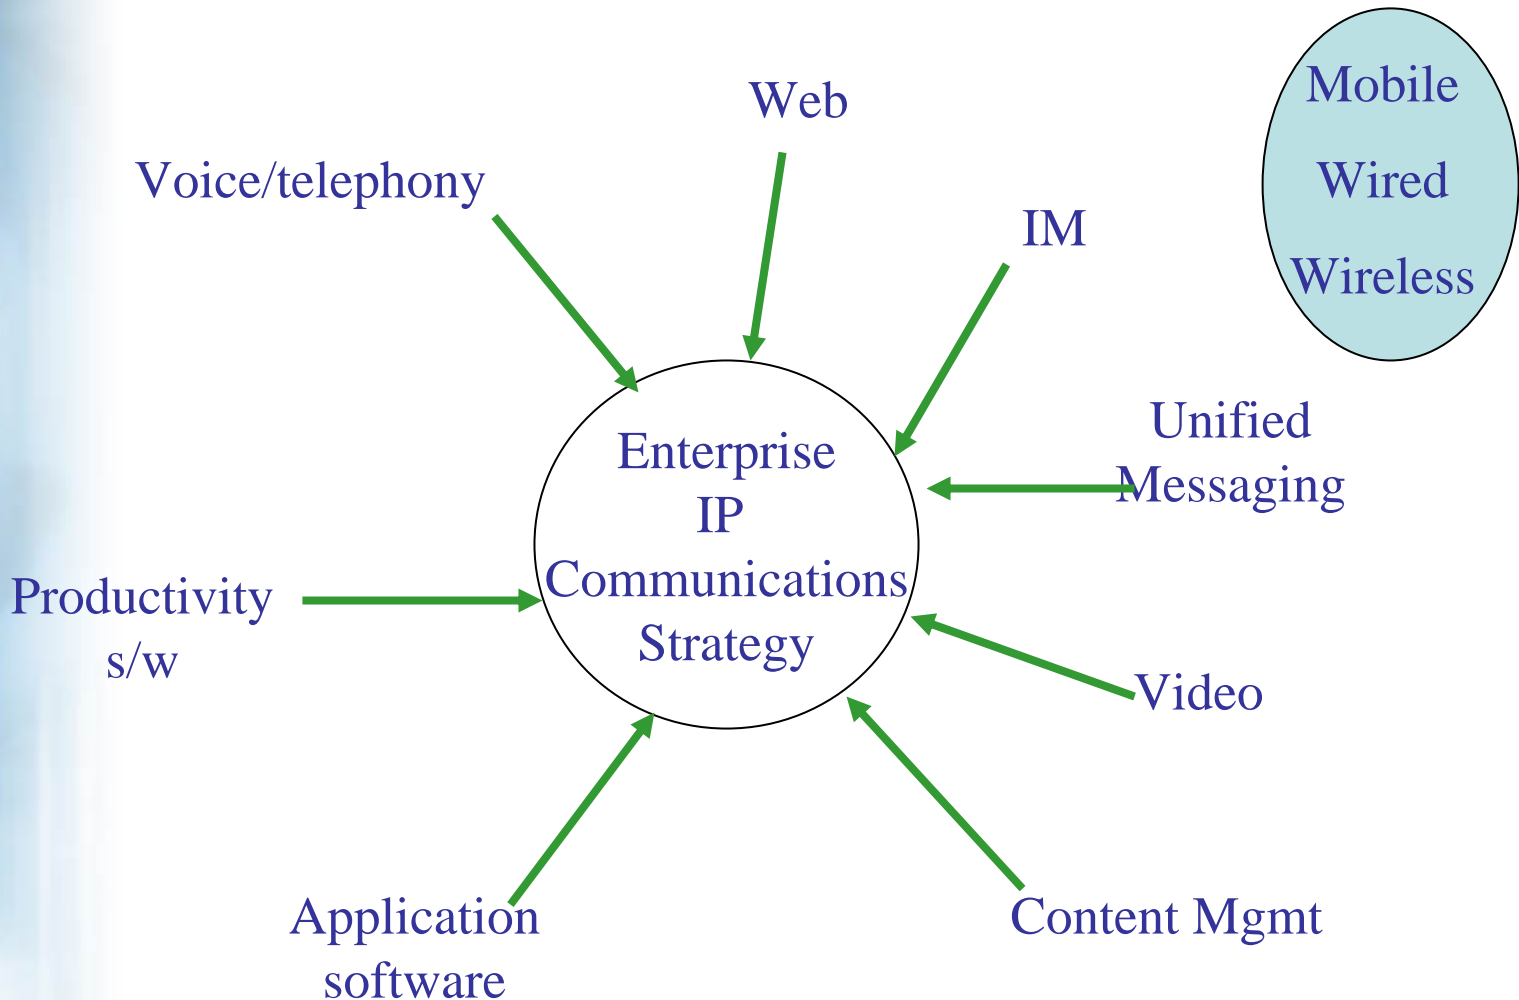 Web
Mobile
Wired
Wireless
Voice/telephony
IM
Unified
Messaging
Enterprise
IP
Communications
Strategy
Productivity
s/w
Video
Application
software
Content Mgmt